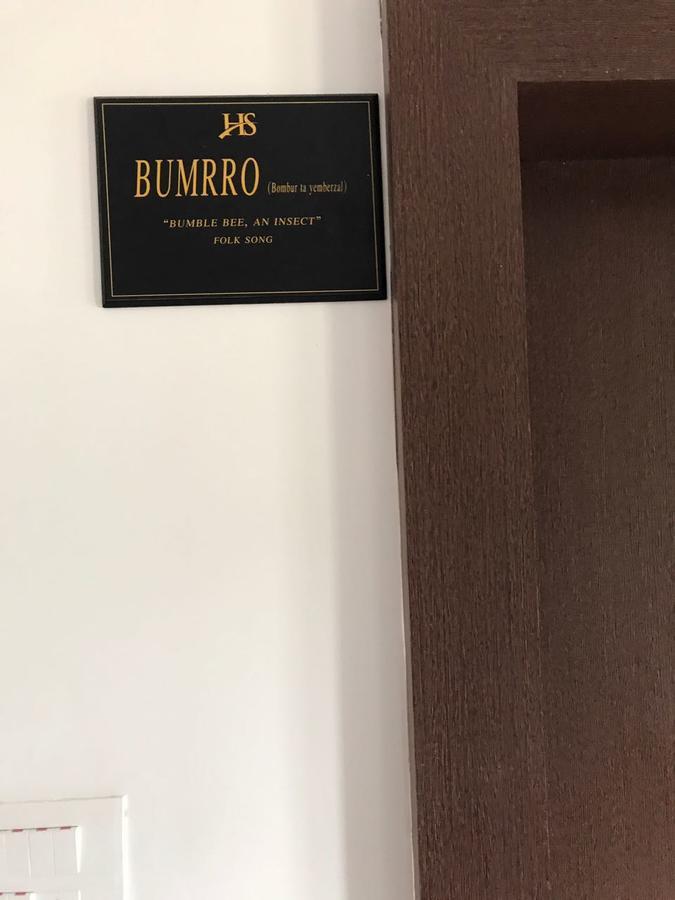 HS
BUMRRO (Bombur ta yemberzal)
“BUMBLE BEE, AN INSECT”
FOLK SONG